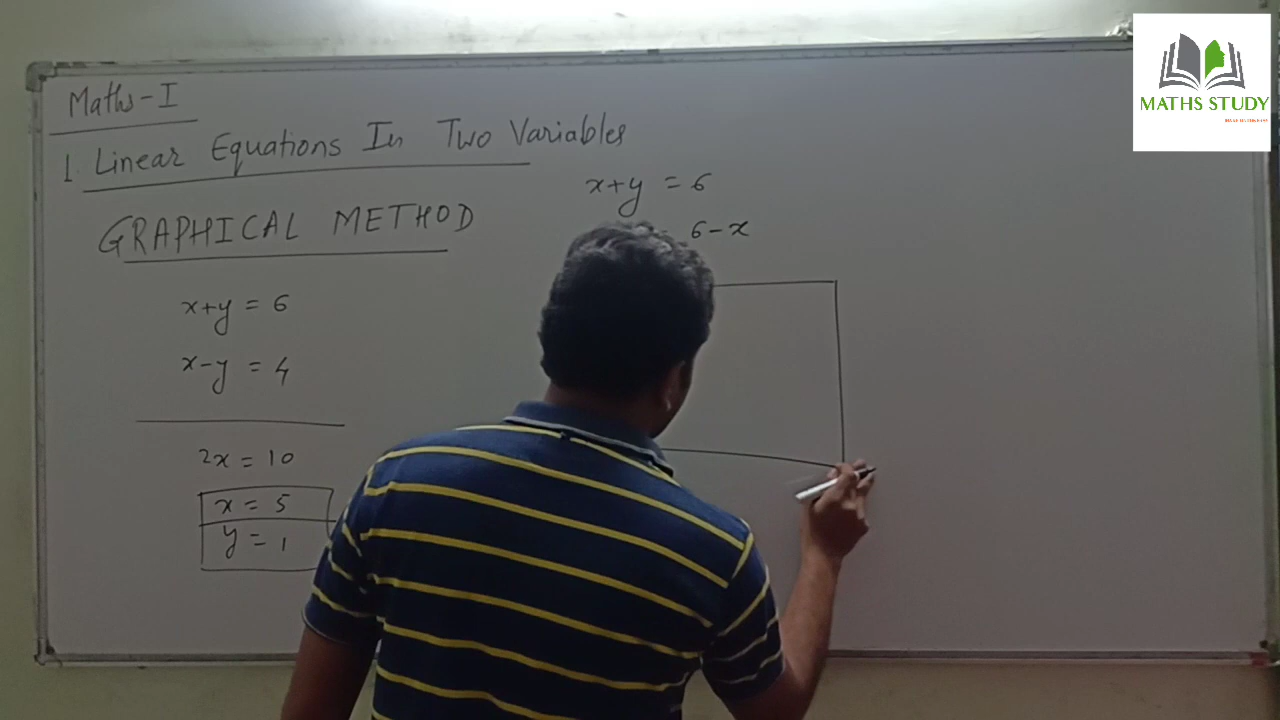 Maths-I
1. Linear Equations In Two Variables
GRAPHICAL METHOD
x+y = 6
x-y = 4
2x = 10
x = 5
y = 1
x+y = 6
6-x
MATHS STUDY